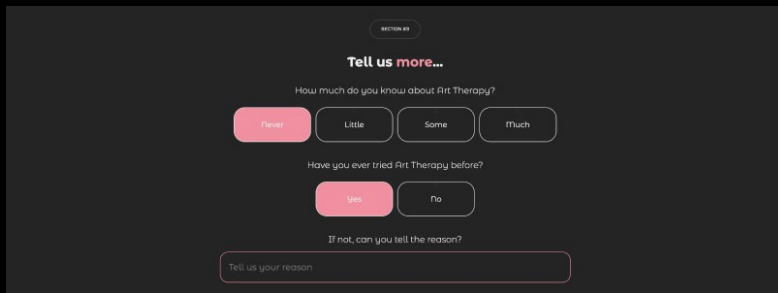 SECTION #3
Tell us more...
How much do you know about Art Therapy?
Never Little Some Much
Have you ever tried Art Therapy before?
Yes No
If not, can you tell the reason?
Tell us your reason